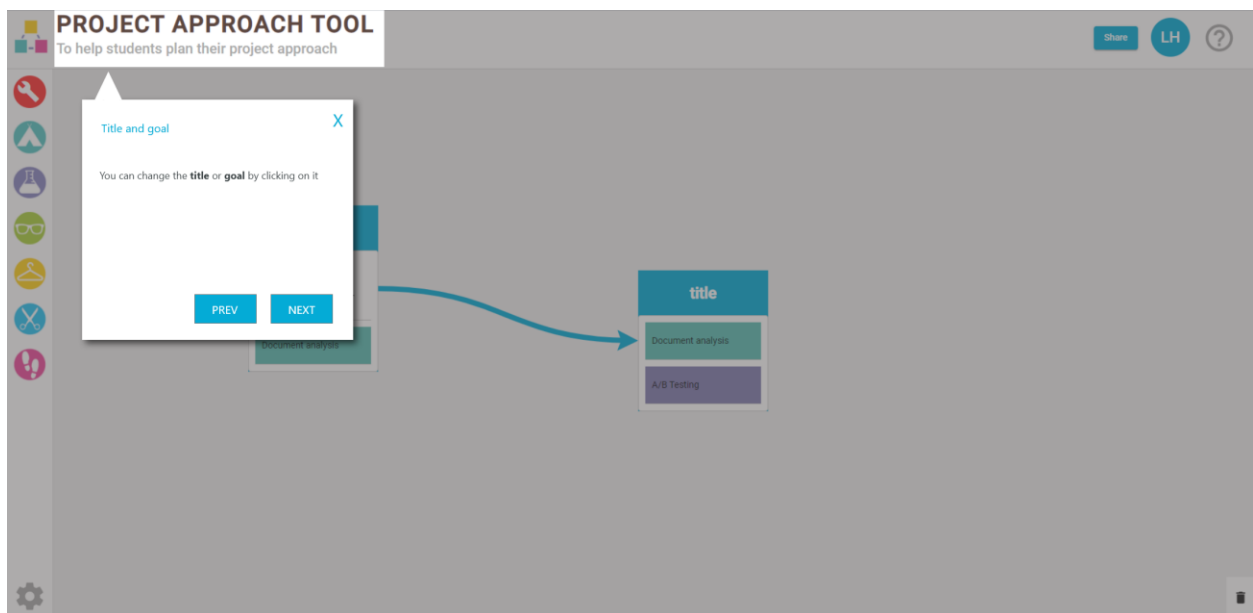 PROJECT APPROACH TOOL
To help students plan their project approach
Share
LH
?
Title and goal
X
You can change the title or goal by clicking on it
PREV
NEXT
Document analysis
title
Document analysis
A/B Testing